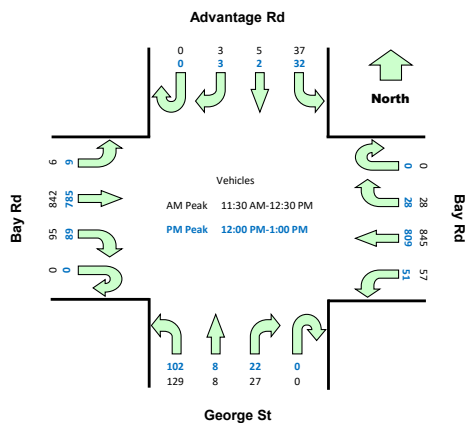 Advantage Rd
0 3 5 37
0 3 2 32
North
6 9
842 785
95 89
0 0
Bay Rd
Vehicles
AM Peak 11:30 AM-12:30 PM
PM Peak 12:00 PM-1:00 PM
0 0
28 28
809 845
51 57
Bay Rd
102 8 22 0
129 8 27 0
George St